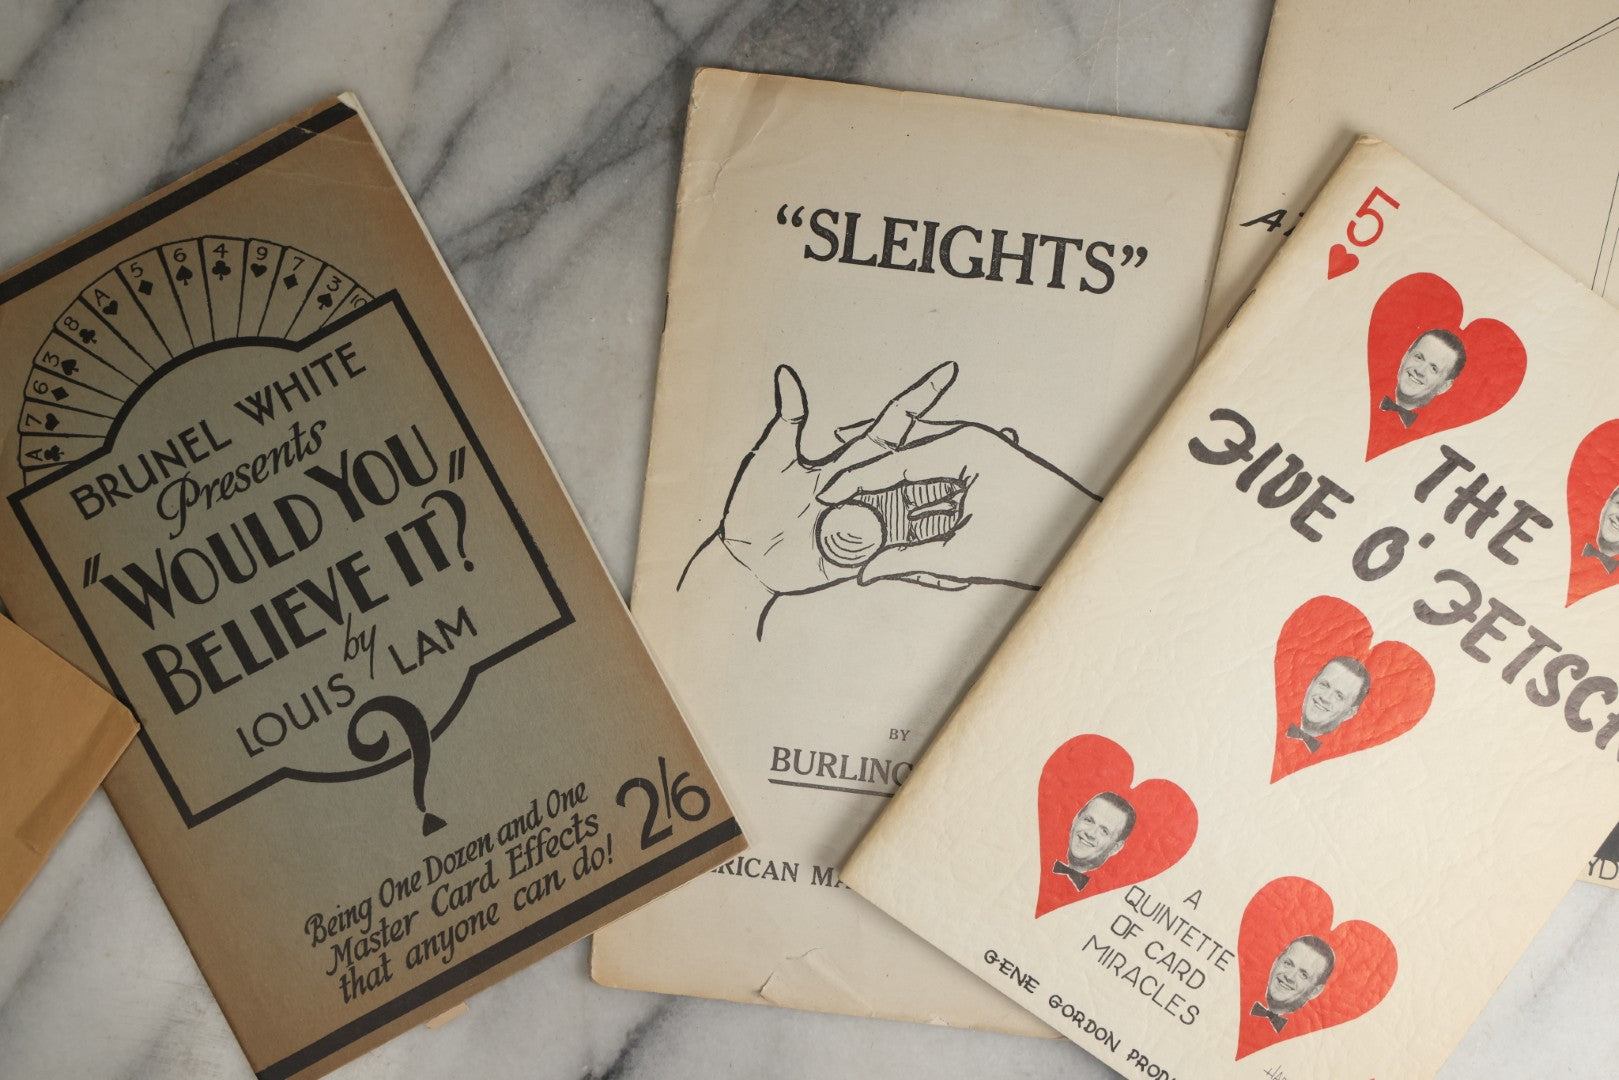 A 7 6 3 8 A 5 6 4 9 7 3 10
BRUNEL WHITE
Presents
"WOULD YOU"
BELIEVE IT?
by
LOUIS LAM
?
Being One Dozen and One
Master Card Effects
that anyone can do!
2/6
"SLEIGHTS"
BY
BURLING
RICAN MA
5
THE
FIVE O' FETSCH
A
QUINTETTE
OF CARD
MIRACLES
GENE GORDON PROD